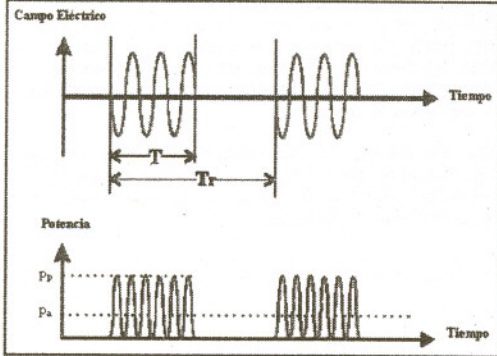 Campo Eléctrico
Tiempo
T
Tr
Potencia
Pp
Pa
Tiempo